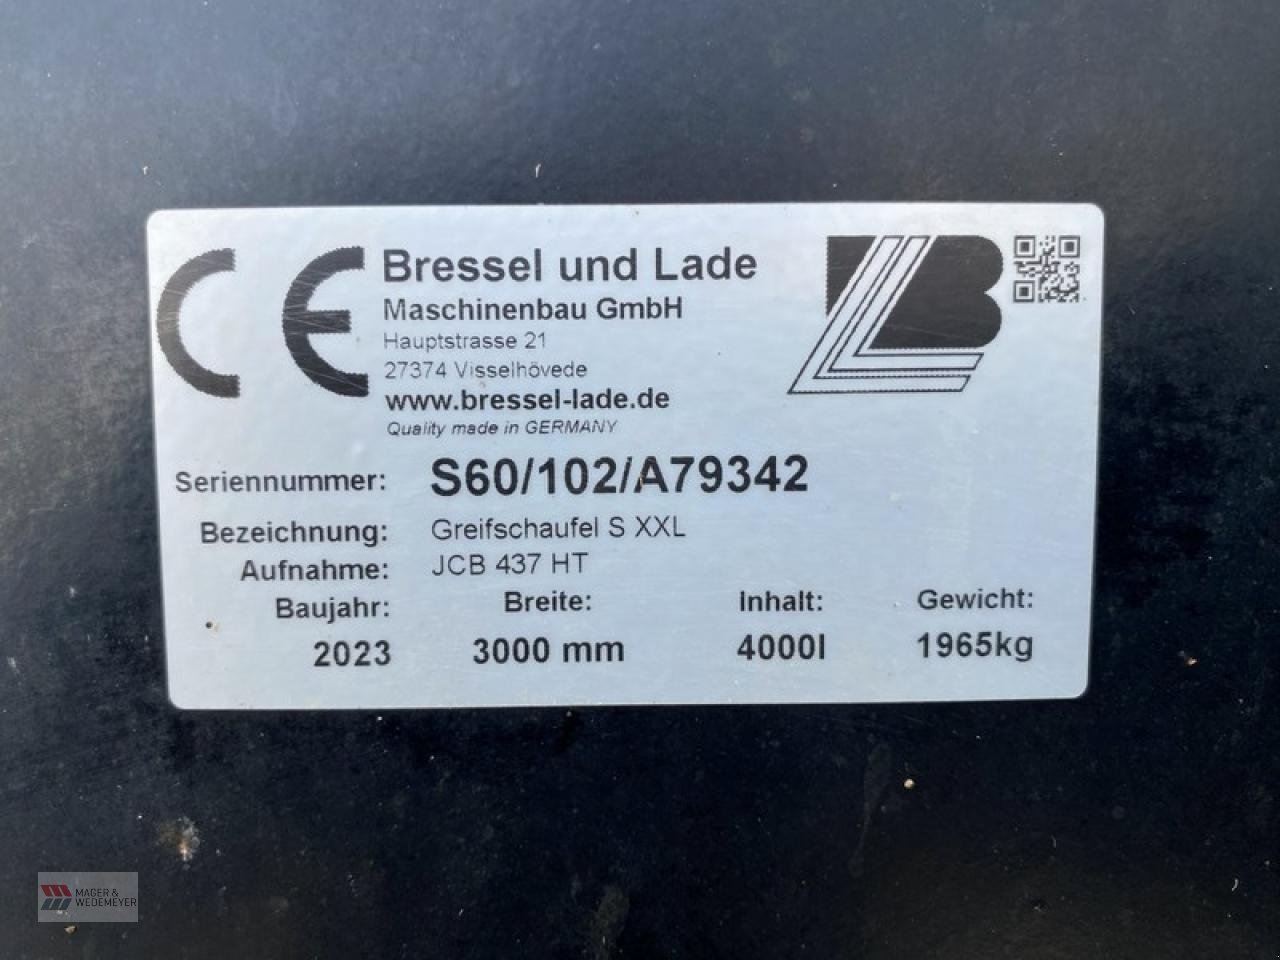 CE
Bressel und Lade
Maschinenbau GmbH
Hauptstrasse 21
27374 Visselhövede
www.bressel-lade.de
Quality made in GERMANY
LB
Seriennummer: S60/102/A79342
Bezeichnung: Greifschaufel S XXL
Aufnahme: JCB 437 HT
Baujahr: Breite: Inhalt: Gewicht:
2023 3000 mm 4000l 1965kg
MAGER &
WEDEMEYER